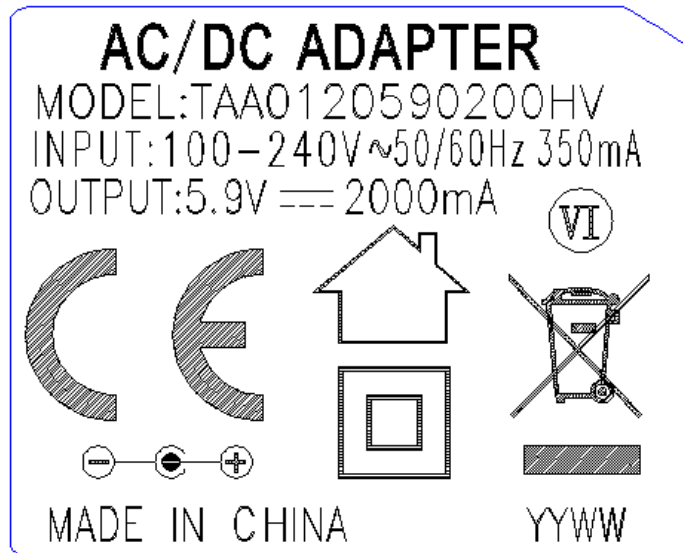 AC/DC ADAPTER
MODEL:TAA0120590200HV
INPUT:100-240V~50/60Hz 350mA
OUTPUT:5.9V ⎓ 2000mA
VI
CE
MADE IN CHINA
YYWW